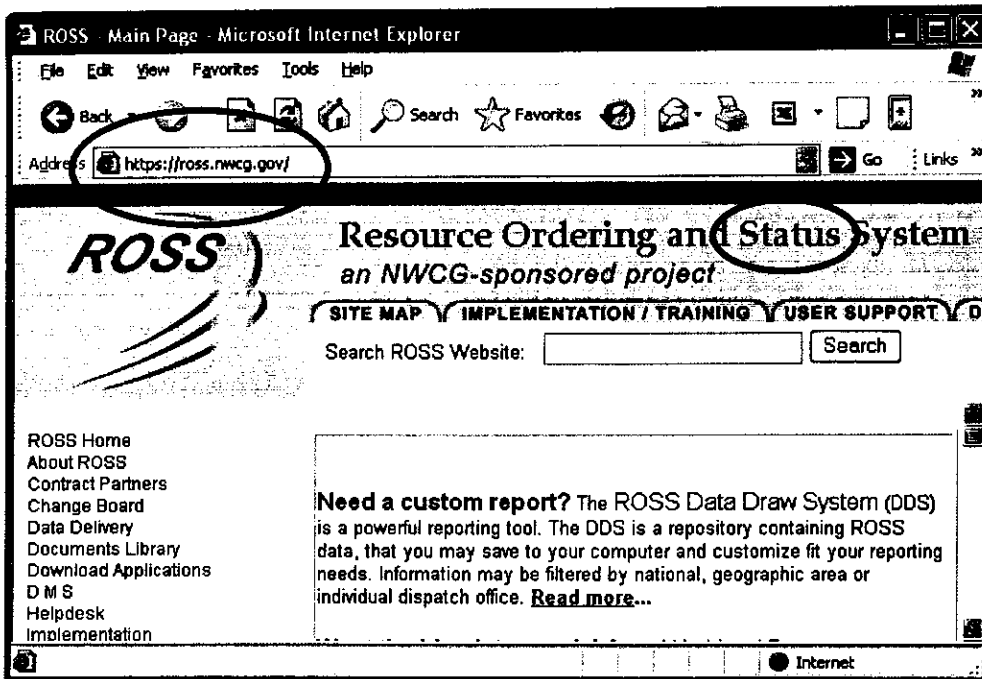 ROSS - Main Page - Microsoft Internet Explorer
File Edit View Favorites Tools Help
Back Search Favorites
Address https://ross.nwcg.gov/ Go Links
ROSS
Resource Ordering and Status System
an NWCG-sponsored project
SITE MAP IMPLEMENTATION / TRAINING USER SUPPORT D
Search ROSS Website: Search
ROSS Home
About ROSS
Contract Partners
Change Board
Data Delivery
Documents Library
Download Applications
D M S
Helpdesk
Implementation
Need a custom report? The ROSS Data Draw System (DDS)
is a powerful reporting tool. The DDS is a repository containing ROSS
data, that you may save to your computer and customize fit your reporting
needs. Information may be filtered by national, geographic area or
individual dispatch office. Read more...
Internet